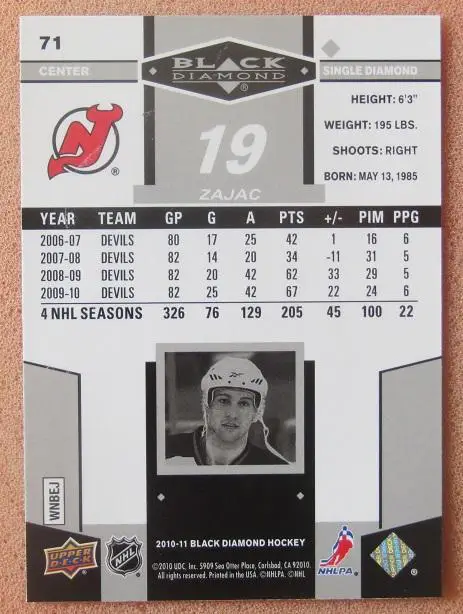 71
BLACK
DIAMOND
CENTER
SINGLE DIAMOND
HEIGHT: 6'3"
WEIGHT: 195 LBS.
SHOOTS: RIGHT
BORN: MAY 13, 1985
NJ
®
19
ZAJAC
YEAR TEAM GP G A PTS +/- PIM PPG
2006-07 DEVILS 80 17 25 42 1 16 6
2007-08 DEVILS 82 14 20 34 -11 31 5
2008-09 DEVILS 82 20 42 62 33 29 5
2009-10 DEVILS 82 25 42 67 22 24 6
4 NHL SEASONS 326 76 129 205 45 100 22
WNBEJ
2010-11 BLACK DIAMOND HOCKEY
UPPER
DECK
NHL
©2010 UDC, Inc. 5909 Sea Otter Place, Carlsbad, CA 92010.
All rights reserved. Printed in the USA. ©NHLPA. ©NHL
NHLPA.